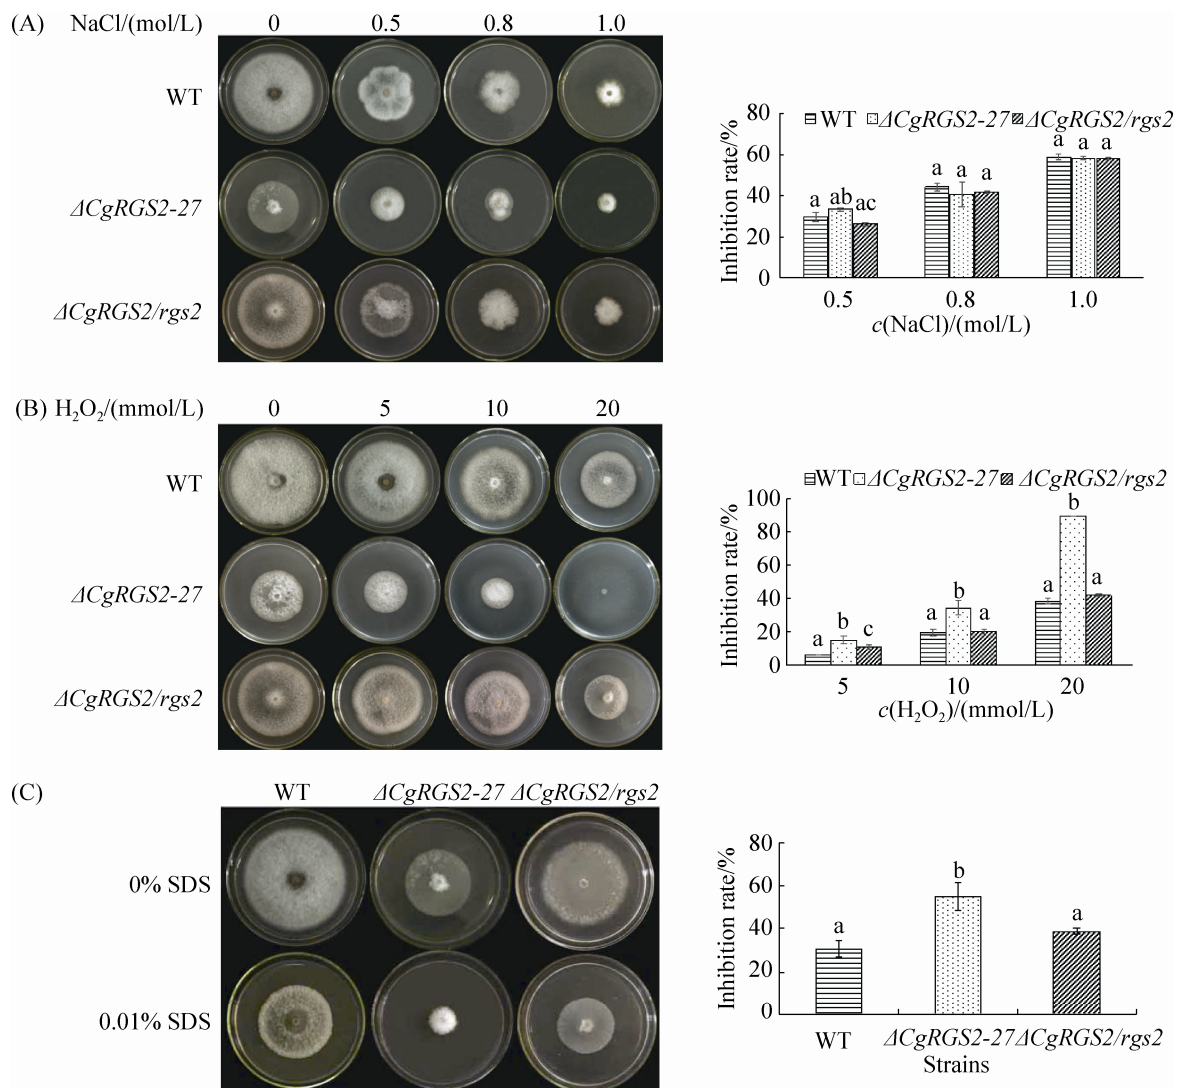 (A) NaCl/(mol/L) 0 0.5 0.8 1.0
WT
ΔCgRGS2-27
ΔCgRGS2/rgs2
Inhibition rate/%
80
60
40
20
0
WT ΔCgRGS2-27 ΔCgRGS2/rgs2
a ab ac
a a a
a a a
0.5 0.8 1.0
c(NaCl)/(mol/L)
(B) H₂O₂/(mmol/L) 0 5 10 20
WT
ΔCgRGS2-27
ΔCgRGS2/rgs2
Inhibition rate/%
100
80
60
40
20
0
WT ΔCgRGS2-27 ΔCgRGS2/rgs2
a b c
a b a
a b a
5 10 20
c(H₂O₂)/(mmol/L)
(C) WT ΔCgRGS2-27 ΔCgRGS2/rgs2
0% SDS
0.01% SDS
Inhibition rate/%
80
60
40
20
0
a b a
WT ΔCgRGS2-27 ΔCgRGS2/rgs2
Strains